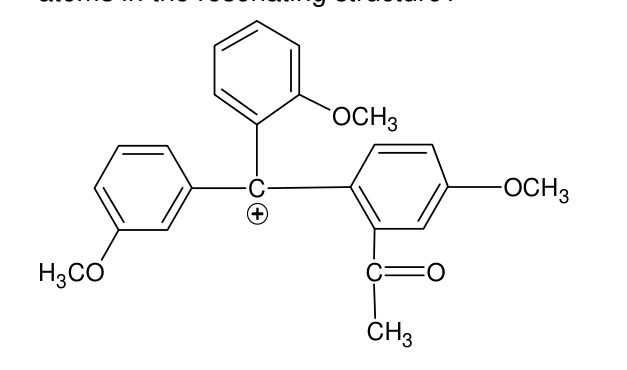 atoms in the resonating structure?
OCH3
C
OCH3
⊕
H3CO
C=O
CH3